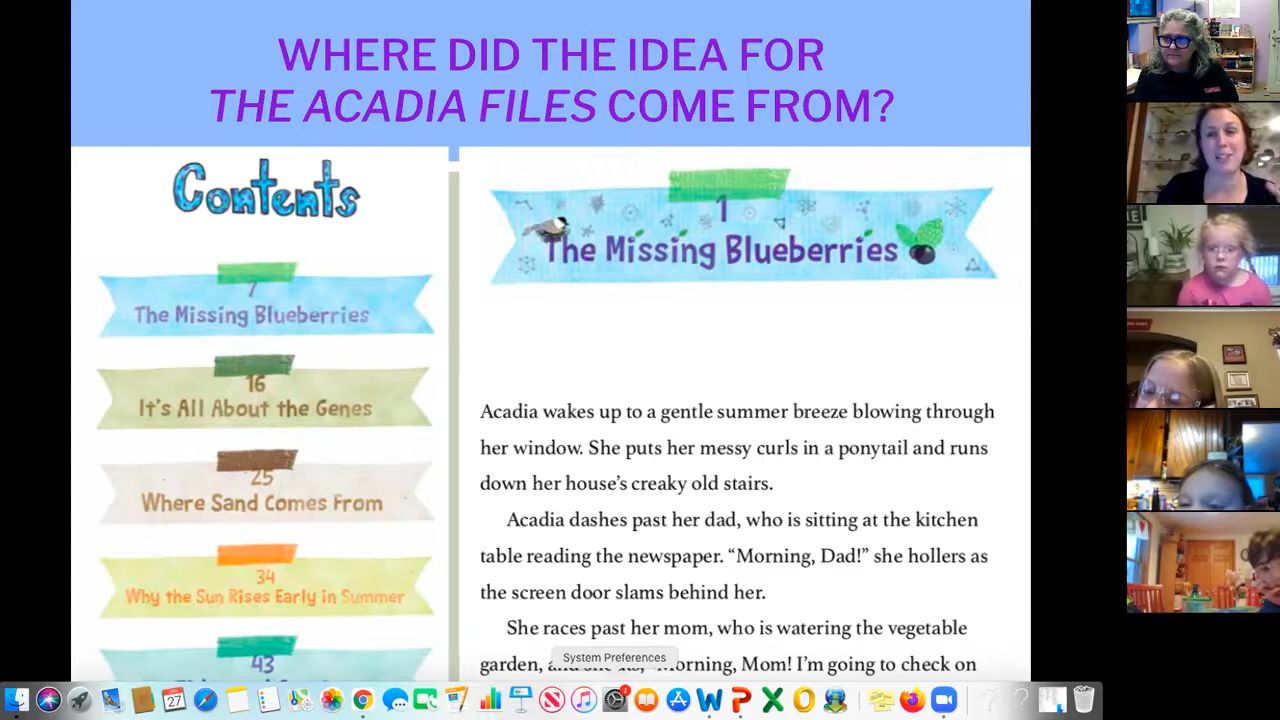 WHERE DID THE IDEA FOR
THE ACADIA FILES COME FROM?
Contents
7
The Missing Blueberries
16
It's All About the Genes
25
Where Sand Comes From
34
Why the Sun Rises Early in Summer
43
1
The Missing Blueberries
Acadia wakes up to a gentle summer breeze blowing through
her window. She puts her messy curls in a ponytail and runs
down her house's creaky old stairs.
Acadia dashes past her dad, who is sitting at the kitchen
table reading the newspaper. “Morning, Dad!” she hollers as
the screen door slams behind her.
She races past her mom, who is watering the vegetable
garden, and she “Morning, Mom! I'm going to check on
System Preferences
JAN
27
2